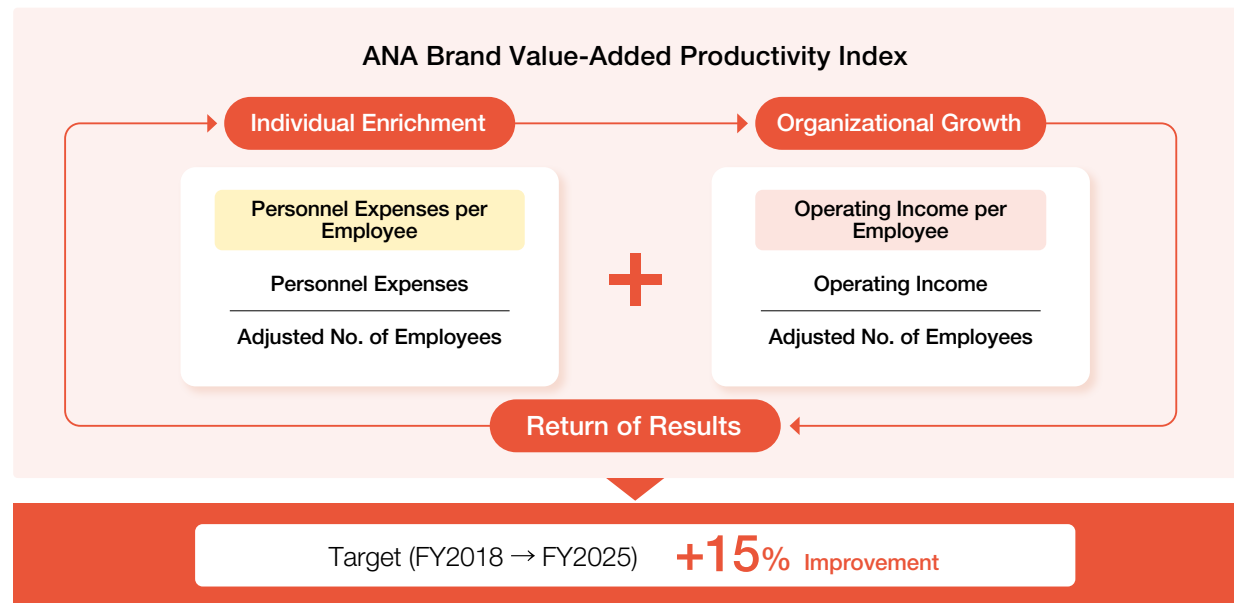 ANA Brand Value-Added Productivity Index
Individual Enrichment
Organizational Growth
Personnel Expenses per
Employee
Personnel Expenses
Adjusted No. of Employees
+
Operating Income per
Employee
Operating Income
Adjusted No. of Employees
Return of Results
Target (FY2018 → FY2025) +15% Improvement